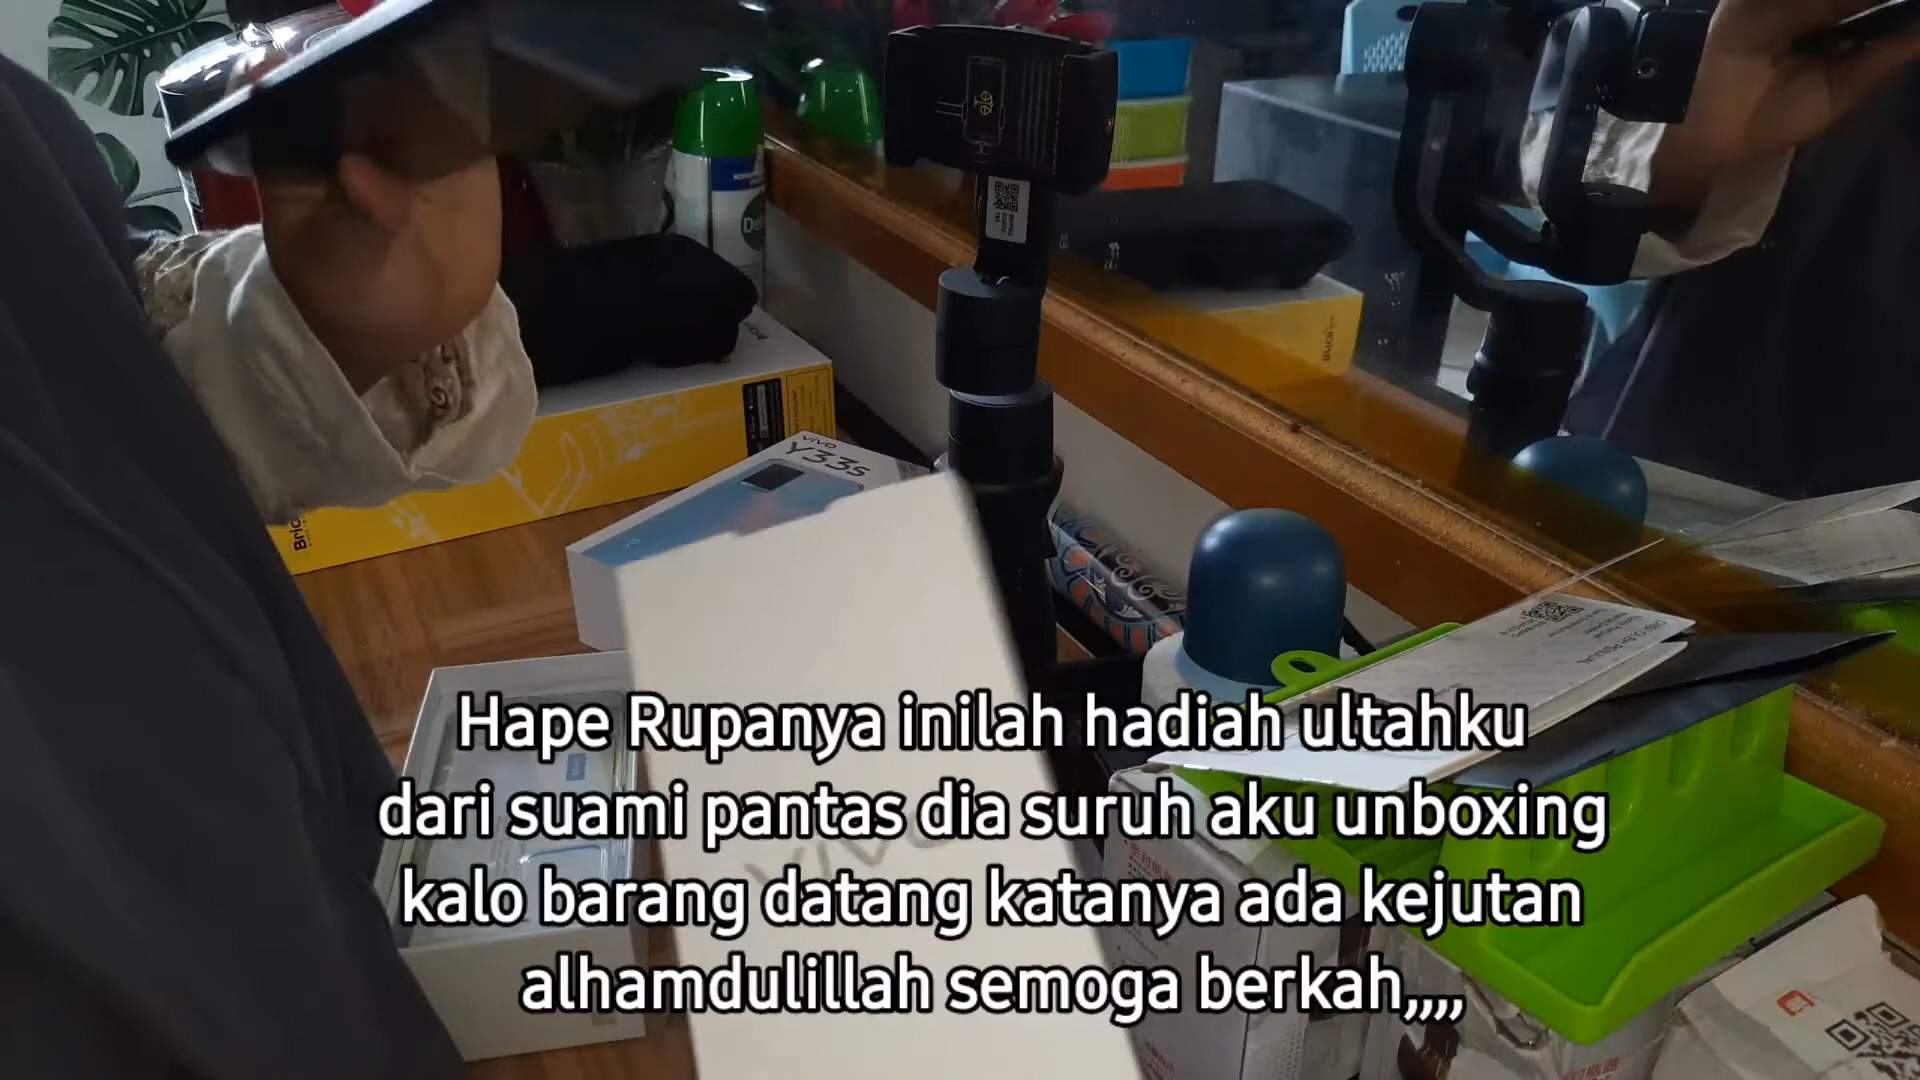 vivo
Y33s
Hape Rupanya inilah hadiah ultahku
dari suami pantas dia suruh aku unboxing
kalo barang datang katanya ada kejutan
alhamdulillah semoga berkah,,,,